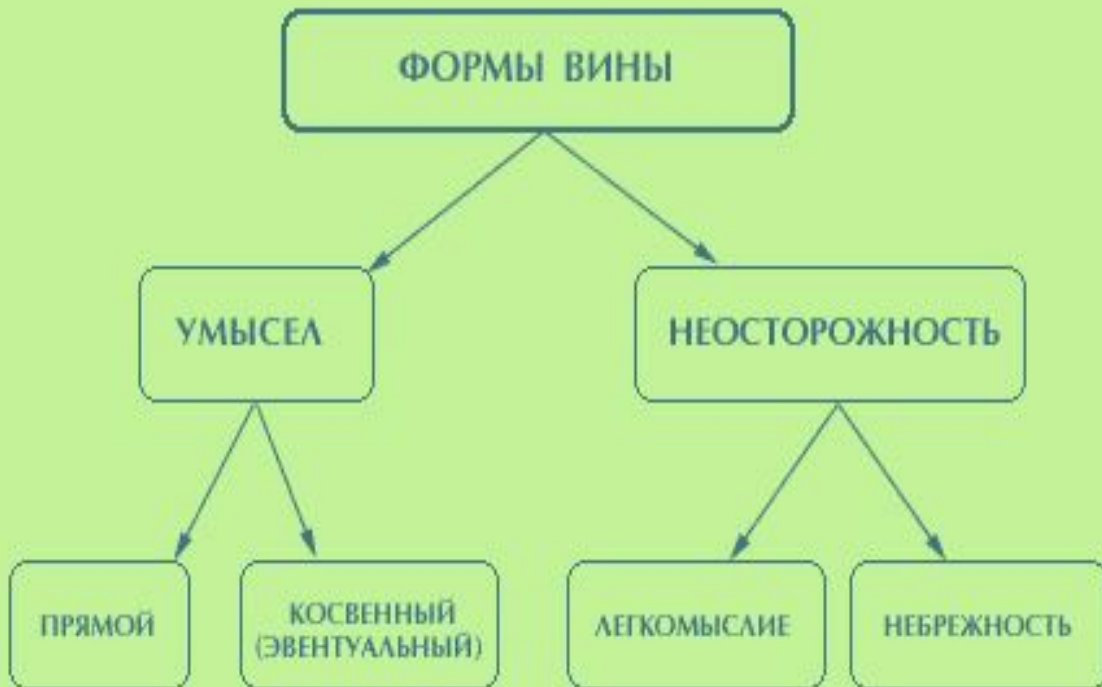 ФОРМЫ ВИНЫ
УМЫСЕЛ
НЕОСТОРОЖНОСТЬ
ПРЯМОЙ
КОСВЕННЫЙ
(ЭВЕНТУАЛЬНЫЙ)
ЛЕГКОМЫСЛИЕ
НЕБРЕЖНОСТЬ